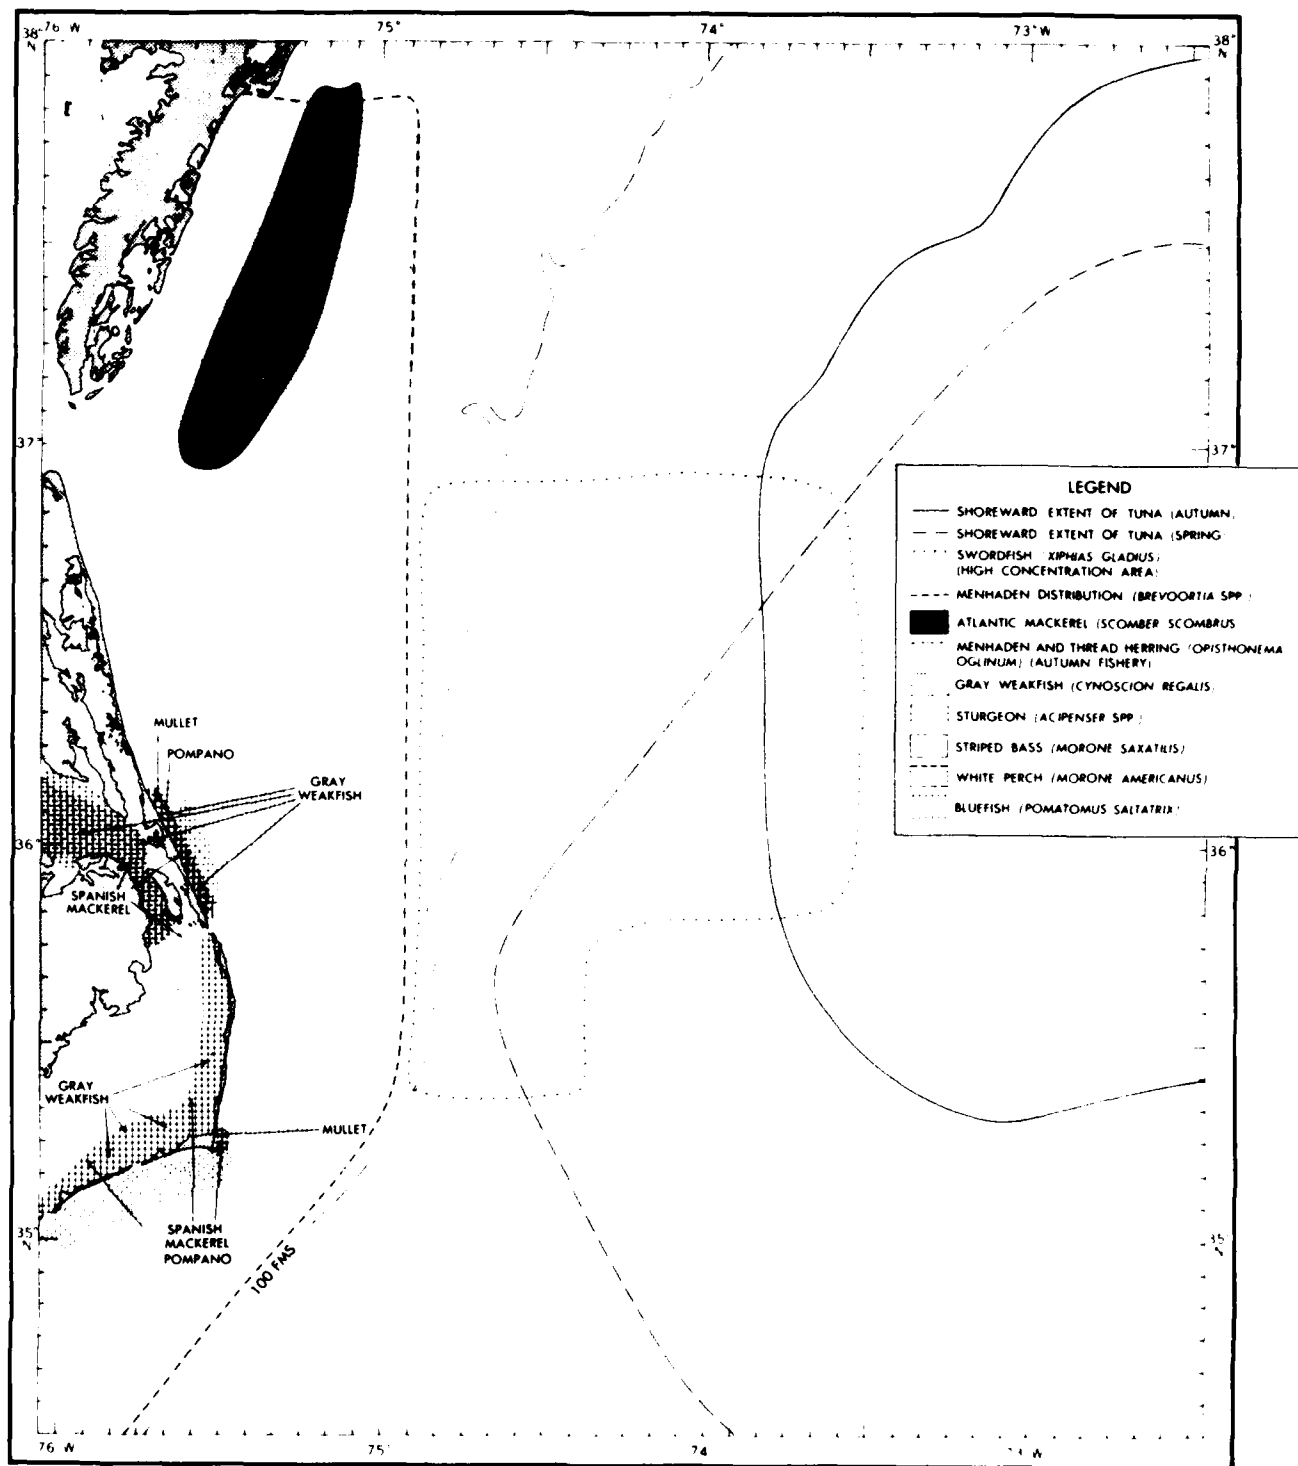 76 W
75°
74°
73° W
38°
N
38°
N
37°
37°
LEGEND
SHOREWARD EXTENT OF TUNA (AUTUMN)
SHOREWARD EXTENT OF TUNA (SPRING
SWORDFISH (XIPHIAS GLADIUS)
(HIGH CONCENTRATION AREA)
MENHADEN DISTRIBUTION (BREVOORTIA SPP.)
ATLANTIC MACKEREL (SCOMBER SCOMBRUS
MENHADEN AND THREAD HERRING (OPISTHONEMA
OGLINUM) (AUTUMN FISHERY)
GRAY WEAKFISH (CYNOSCION REGALIS)
STURGEON (ACIPENSER SPP.)
STRIPED BASS (MORONE SAXATILIS)
WHITE PERCH (MORONE AMERICANUS)
BLUEFISH (POMATOMUS SALTATRIX)
MULLET
POMPANO
GRAY
WEAKFISH
36°
36°
SPANISH
MACKEREL
GRAY
WEAKFISH
MULLET
SPANISH
MACKEREL
POMPANO
100 FMS
35°
N
35°
N
76 W
75°
74
73 W